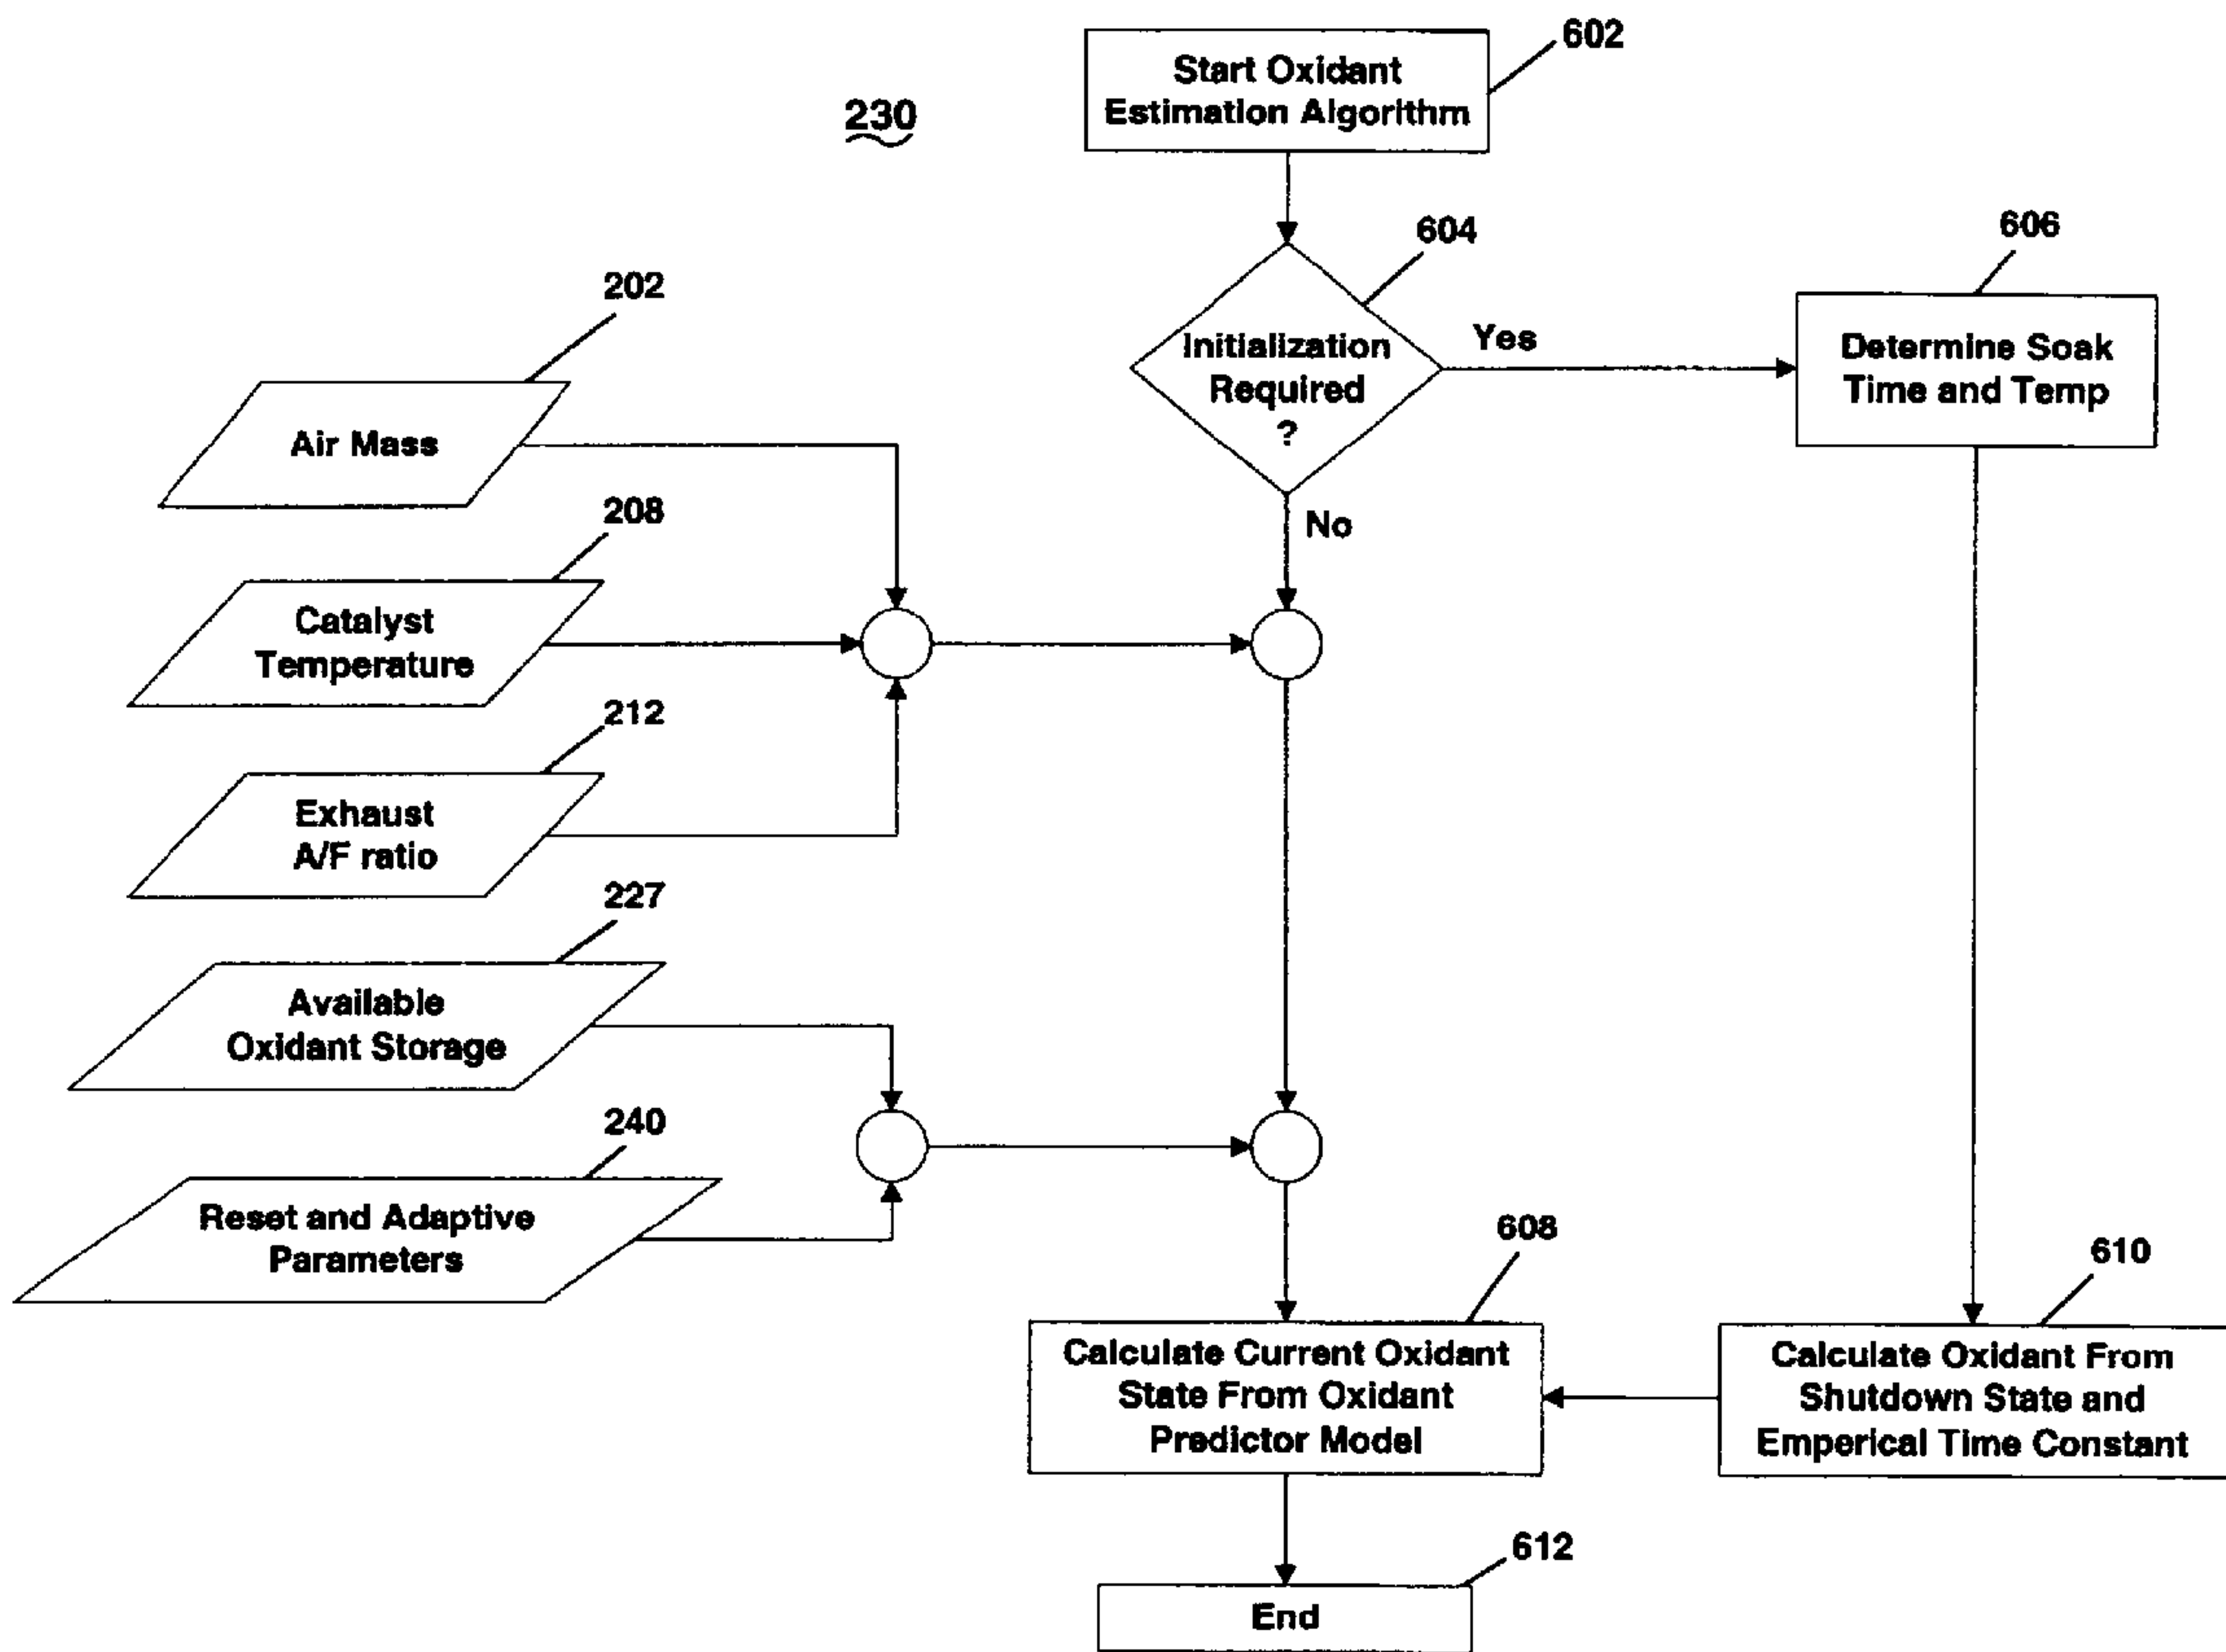 602
Start Oxidant
Estimation Algorithm
230
604
606
Initialization
Required
?
Yes
Determine Soak
Time and Temp
202
Air Mass
No
208
Catalyst
Temperature
212
Exhaust
A/F ratio
227
Available
Oxidant Storage
240
Reset and Adaptive
Parameters
608
Calculate Current Oxidant
State From Oxidant
Predictor Model
610
Calculate Oxidant From
Shutdown State and
Emperical Time Constant
612
End